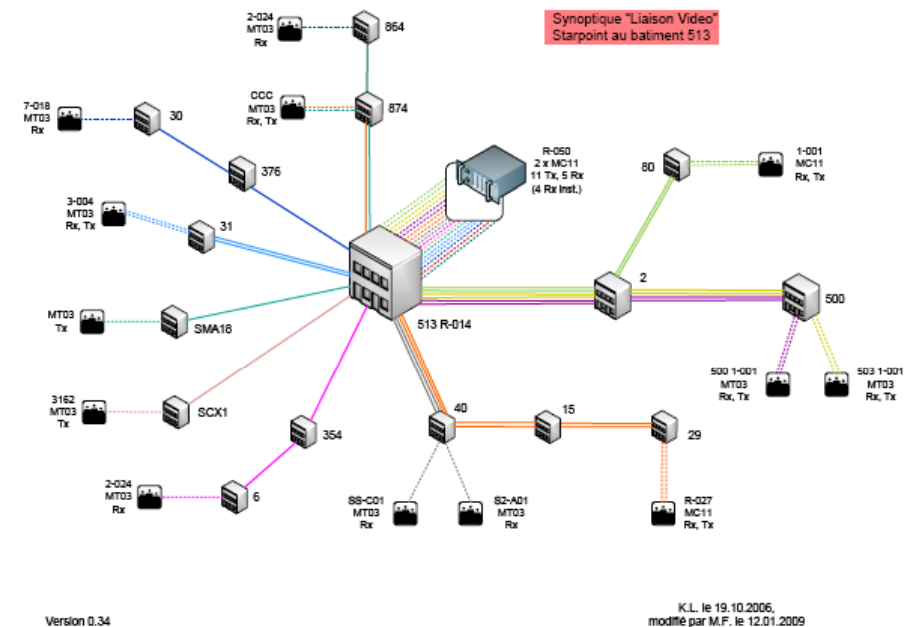 Synoptique "Liaison Video"
Starpoint au batiment 513
2-024
MT03
Rx
864
CCC
MT03
Rx, Tx
874
7-018
MT03
Rx
30
376
R-050
2 x MC11
11 Tx, 5 Rx
(4 Rx inst.)
80
1-001
MC11
Rx, Tx
3-004
MT03
Rx, Tx
31
2
500
MT03
Tx
SMA18
513 R-014
500 1-001
MT03
Rx, Tx
503 1-001
MT03
Rx, Tx
3162
MT03
Tx
SCX1
354
40
15
29
2-024
MT03
Rx
6
SS-C01
MT03
Rx
S2-A01
MT03
Rx
R-027
MC11
Rx, Tx
Version 0.34
K.L. le 19.10.2006,
modifié par M.F. le 12.01.2009